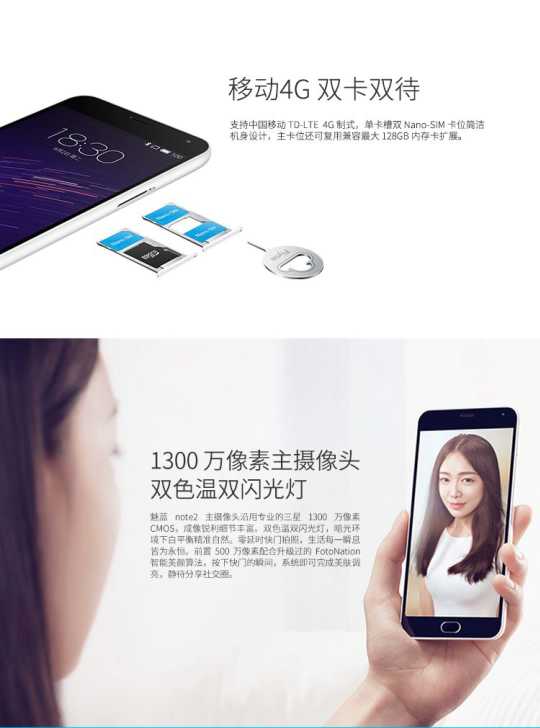 移动4G 双卡双待
支持中国移动 TD-LTE 4G 制式，单卡槽双 Nano-SIM 卡位简洁
机身设计，主卡位还可复用兼容最大 128GB 内存卡扩展。
18:30
100
Nano-SIM
Nano-SIM
1300 万像素主摄像头
双色温双闪光灯
魅蓝 note2 主摄像头沿用专业的三星 1300 万像素
CMOS，成像锐利细节丰富。双色温双闪光灯，暗光环
境下白平衡精准自然。零延时快门拍照，生活每一瞬息
皆为永恒。前置 500 万像素配合升级过的 FotoNation
智能美颜算法，按下快门的瞬间，系统即可完成美肤调
亮，静待分享社交圈。